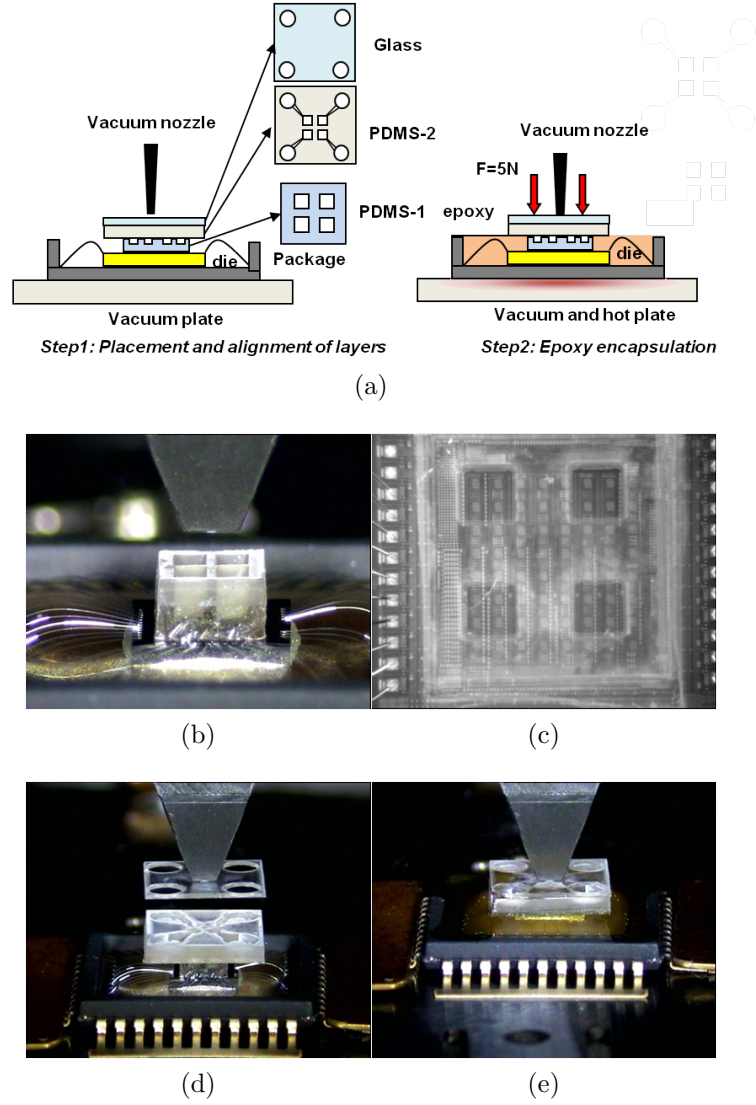 Glass
Vacuum nozzle
PDMS-2
PDMS-1
die
Package
Vacuum plate
Step1: Placement and alignment of layers
Vacuum nozzle
F=5N
epoxy
die
Vacuum and hot plate
Step2: Epoxy encapsulation
(a)
(b)
(c)
(d)
(e)